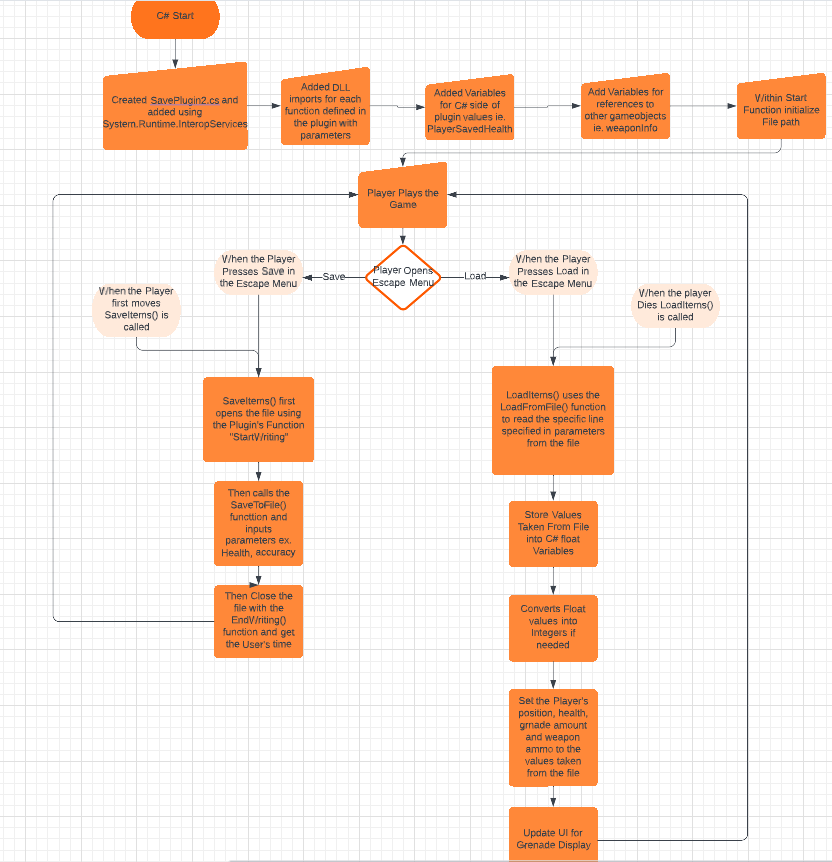 C# Start
Created SavePlugin2.cs and
added using
System.Runtime.InteropServices
Added DLL
imports for each
function defined in
the plugin with
parameters
Added Variables
for C# side of
plugin values ie.
PlayerSavedHealth
Add Variables for
references to
other gameobjects
ie. weaponInfo
Within Start
Function initialize
File path
Player Plays the
Game
Player Opens
Escape Menu
Save
Load
When the Player
Presses Save in
the Escape Menu
When the Player
Presses Load in
the Escape Menu
When the Player
first moves
SaveItems() is
called
When the player
Dies LoadItems()
is called
SaveItems() first
opens the file using
the Plugin's Function
"StartWriting"
Then calls the
SaveToFile()
functtion and
inputs
parameters ex.
Health, accuracy
Then Close the
file with the
EndWriting()
function and get
the User's time
LoadItems() uses the
LoadFromFile() function
to read the specific line
specified in parameters
from the file
Store Values
Taken From File
into C# float
Variables
Converts Float
values into
Integers if
needed
Set the Player's
position, health,
grnade amount
and weapon
ammo to the
values taken
from the file
Update UI for
Grenade Display